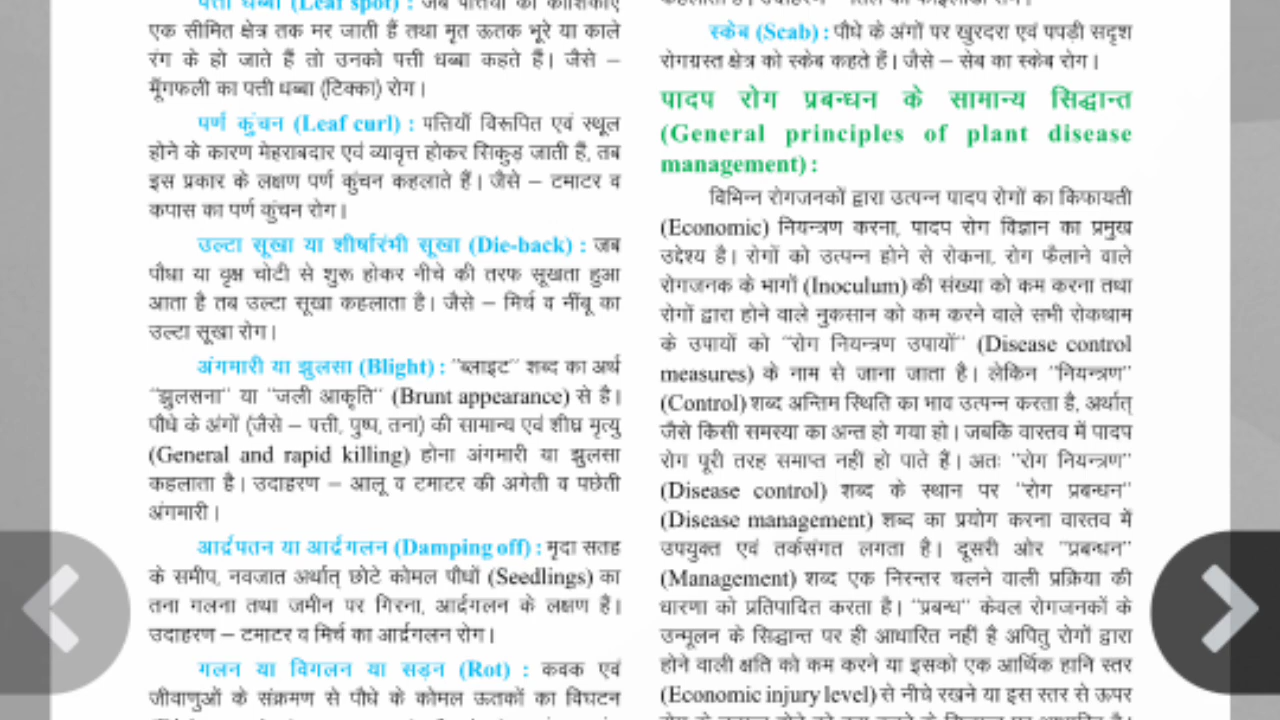 पत्ती धब्बा (Leaf spot) : जब पत्तियों की कोशिकाएँ
एक सीमित क्षेत्र तक मर जाती हैं तथा मृत ऊतक भूरे या काले
रंग के हो जाते हैं तो उनको पत्ती धब्बा कहते हैं। जैसे –
मूँगफली का पत्ती धब्बा (टिक्का) रोग।
पर्ण कुंचन (Leaf curl) : पत्तियाँ विरूपित एवं स्थूल
होने के कारण मेहराबदार एवं व्यावृत्त होकर सिकुड़ जाती हैं, तब
इस प्रकार के लक्षण पर्ण कुंचन कहलाते हैं। जैसे – टमाटर व
कपास का पर्ण कुंचन रोग।
उल्टा सूखा या शीर्षारंभी सूखा (Die-back) : जब
पौधा या वृक्ष चोटी से शुरू होकर नीचे की तरफ सूखता हुआ
आता है तब उल्टा सूखा कहलाता है। जैसे – मिर्च व नींबू का
उल्टा सूखा रोग।
अंगमारी या झुलसा (Blight) : "ब्लाइट" शब्द का अर्थ
"झुलसना" या "जली आकृति" (Brunt appearance) से है।
पौधे के अंगों (जैसे – पत्ती, पुष्प, तना) की सामान्य एवं शीघ्र मृत्यु
(General and rapid killing) होना अंगमारी या झुलसा
कहलाता है। उदाहरण – आलू व टमाटर की अगेती व पछेती
अंगमारी।
आर्द्रपतन या आर्द्रगलन (Damping off) : मृदा सतह
के समीप, नवजात अर्थात् छोटे कोमल पौधों (Seedlings) का
तना गलना तथा जमीन पर गिरना, आर्द्रगलन के लक्षण हैं।
उदाहरण – टमाटर व मिर्च का आर्द्रगलन रोग।
गलन या विगलन या सड़न (Rot) : कवक एवं
जीवाणुओं के संक्रमण से पौधे के कोमल ऊतकों का विघटन
स्केब (Scab) : पौधे के अंगों पर खुरदरा एवं पपड़ी सदृश
रोगग्रस्त क्षेत्र को स्केब कहते हैं। जैसे – सेब का स्केब रोग।
पादप रोग प्रबन्धन के सामान्य सिद्धान्त
(General principles of plant disease
management) :
विभिन्न रोगजनकों द्वारा उत्पन्न पादप रोगों का किफायती
(Economic) नियन्त्रण करना, पादप रोग विज्ञान का प्रमुख
उद्देश्य है। रोगों को उत्पन्न होने से रोकना, रोग फैलाने वाले
रोगजनक के भागों (Inoculum) की संख्या को कम करना तथा
रोगों द्वारा होने वाले नुकसान को कम करने वाले सभी रोकथाम
के उपायों को "रोग नियन्त्रण उपायों" (Disease control
measures) के नाम से जाना जाता है। लेकिन "नियन्त्रण"
(Control) शब्द अन्तिम स्थिति का भाव उत्पन्न करता है, अर्थात्
जैसे किसी समस्या का अन्त हो गया हो। जबकि वास्तव में पादप
रोग पूरी तरह समाप्त नहीं हो पाते हैं। अतः "रोग नियन्त्रण"
(Disease control) शब्द के स्थान पर "रोग प्रबन्धन"
(Disease management) शब्द का प्रयोग करना वास्तव में
उपयुक्त एवं तर्कसंगत लगता है। दूसरी ओर "प्रबन्धन"
(Management) शब्द एक निरन्तर चलने वाली प्रक्रिया की
धारणा को प्रतिपादित करता है। "प्रबन्ध" केवल रोगजनकों के
उन्मूलन के सिद्धान्त पर ही आधारित नहीं है अपितु रोगों द्वारा
होने वाली क्षति को कम करने या इसको एक आर्थिक हानि स्तर
(Economic injury level) से नीचे रखने या इस स्तर से ऊपर